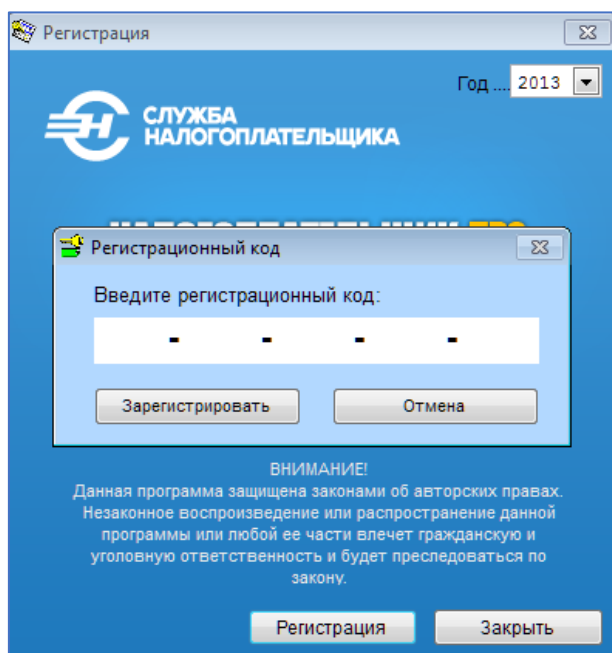 Регистрация
Год .... 2013
СЛУЖБА
НАЛОГОПЛАТЕЛЬЩИКА
Регистрационный код
Введите регистрационный код:
- - - -
Зарегистрировать Отмена
ВНИМАНИЕ!
Данная программа защищена законами об авторских правах.
Незаконное воспроизведение или распространение данной
программы или любой ее части влечет гражданскую и
уголовную ответственность и будет преследоваться по
закону.
Регистрация Закрыть